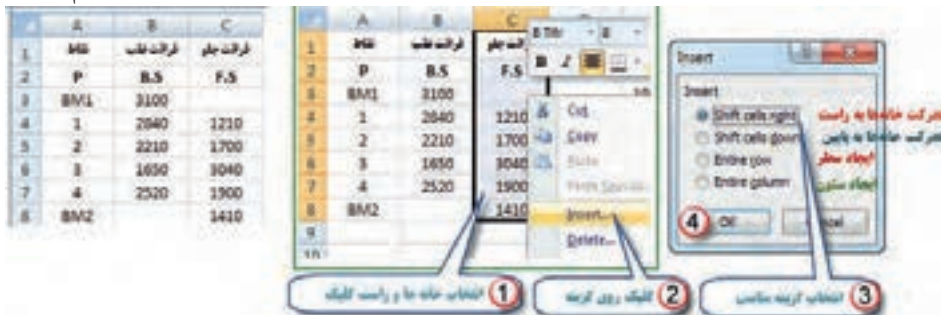 A B C
1 نقاط قرائت عقب قرائت جلو
2 P B.S F.S
3 BM1 3100
4 1 2840 1210
5 2 2210 1700
6 3 1650 3040
7 4 2520 1900
8 BM2 1410
A B C
1 نقاط قرائت عقب
2 P B.S F.S
3 BM1 3100
4 1 2840 1210
5 2 2210 1700
6 3 1650 3040
7 4 2520 1900
8 BM2 1410
9
10
B Titr 8
B I
Cut
Copy
Paste
Paste Special...
Insert...
Delete...
Insert
Insert
Shift cells right حرکت خانه‌ها به راست
Shift cells down حرکت خانه‌ها به پایین
Entire row ایجاد سطر
Entire column ایجاد ستون
4 OK Cancel
1 انتخاب خانه ها و راست کلیک
2 کلیک روی گزینه
3 انتخاب گزینه مناسب